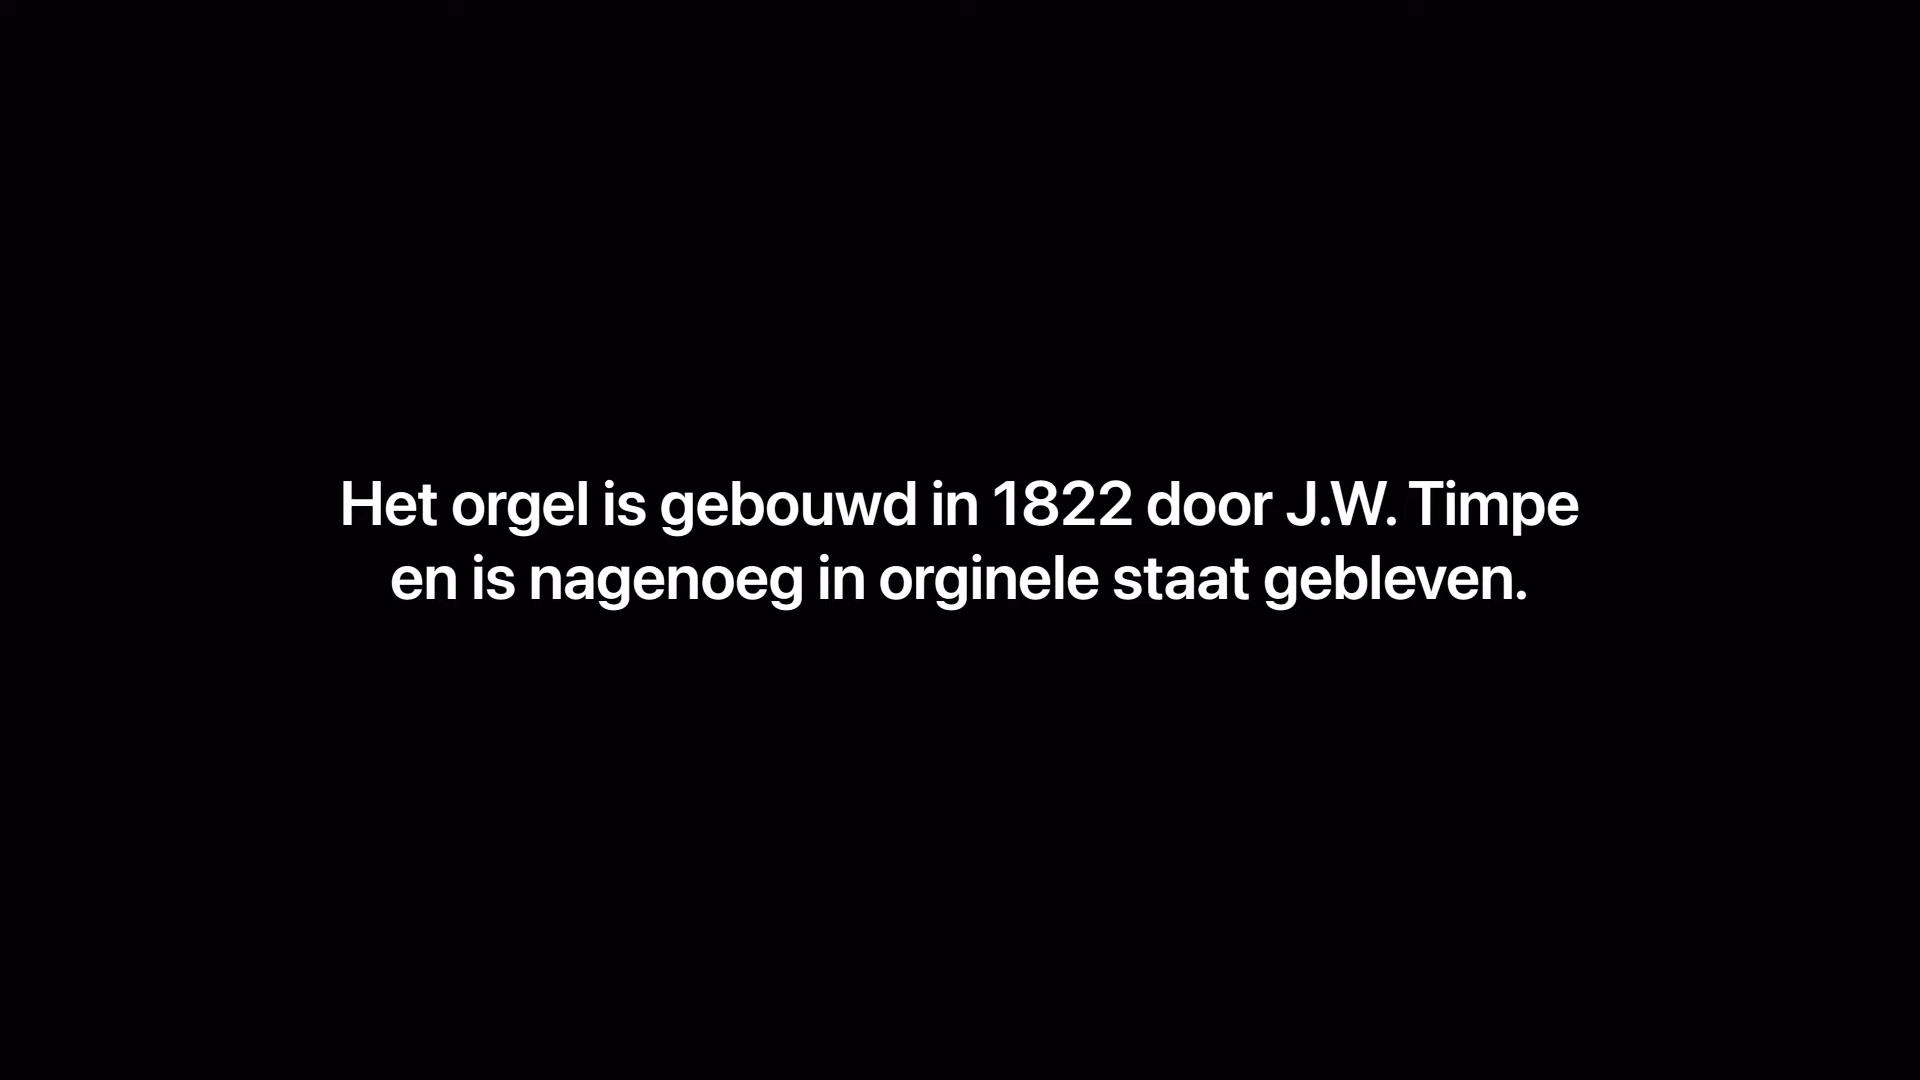 Het orgel is gebouwd in 1822 door J.W. Timpe
en is nagenoeg in orginele staat gebleven.